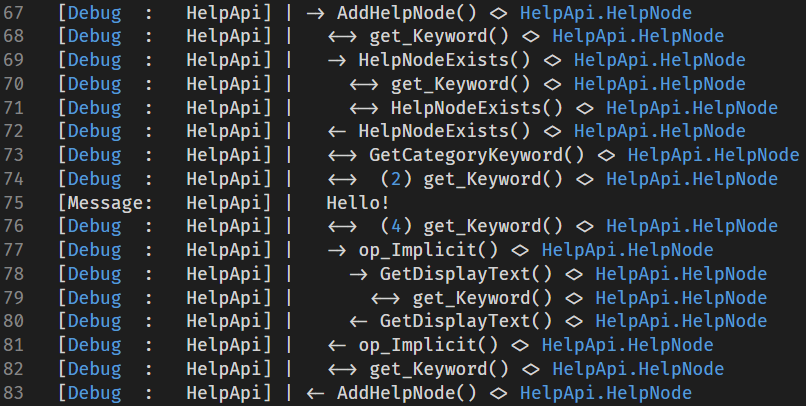 67 [Debug  :   HelpApi] | → AddHelpNode() <> HelpApi.HelpNode
68 [Debug  :   HelpApi] |   <-> get_Keyword() <> HelpApi.HelpNode
69 [Debug  :   HelpApi] |   → HelpNodeExists() <> HelpApi.HelpNode
70 [Debug  :   HelpApi] |     <-> get_Keyword() <> HelpApi.HelpNode
71 [Debug  :   HelpApi] |     <-> HelpNodeExists() <> HelpApi.HelpNode
72 [Debug  :   HelpApi] |   ← HelpNodeExists() <> HelpApi.HelpNode
73 [Debug  :   HelpApi] |   <-> GetCategoryKeyword() <> HelpApi.HelpNode
74 [Debug  :   HelpApi] |   <->  (2) get_Keyword() <> HelpApi.HelpNode
75 [Message:   HelpApi] |   Hello!
76 [Debug  :   HelpApi] |   <->  (4) get_Keyword() <> HelpApi.HelpNode
77 [Debug  :   HelpApi] |   → op_Implicit() <> HelpApi.HelpNode
78 [Debug  :   HelpApi] |     → GetDisplayText() <> HelpApi.HelpNode
79 [Debug  :   HelpApi] |       <-> get_Keyword() <> HelpApi.HelpNode
80 [Debug  :   HelpApi] |     ← GetDisplayText() <> HelpApi.HelpNode
81 [Debug  :   HelpApi] |   ← op_Implicit() <> HelpApi.HelpNode
82 [Debug  :   HelpApi] |   <-> get_Keyword() <> HelpApi.HelpNode
83 [Debug  :   HelpApi] | ← AddHelpNode() <> HelpApi.HelpNode